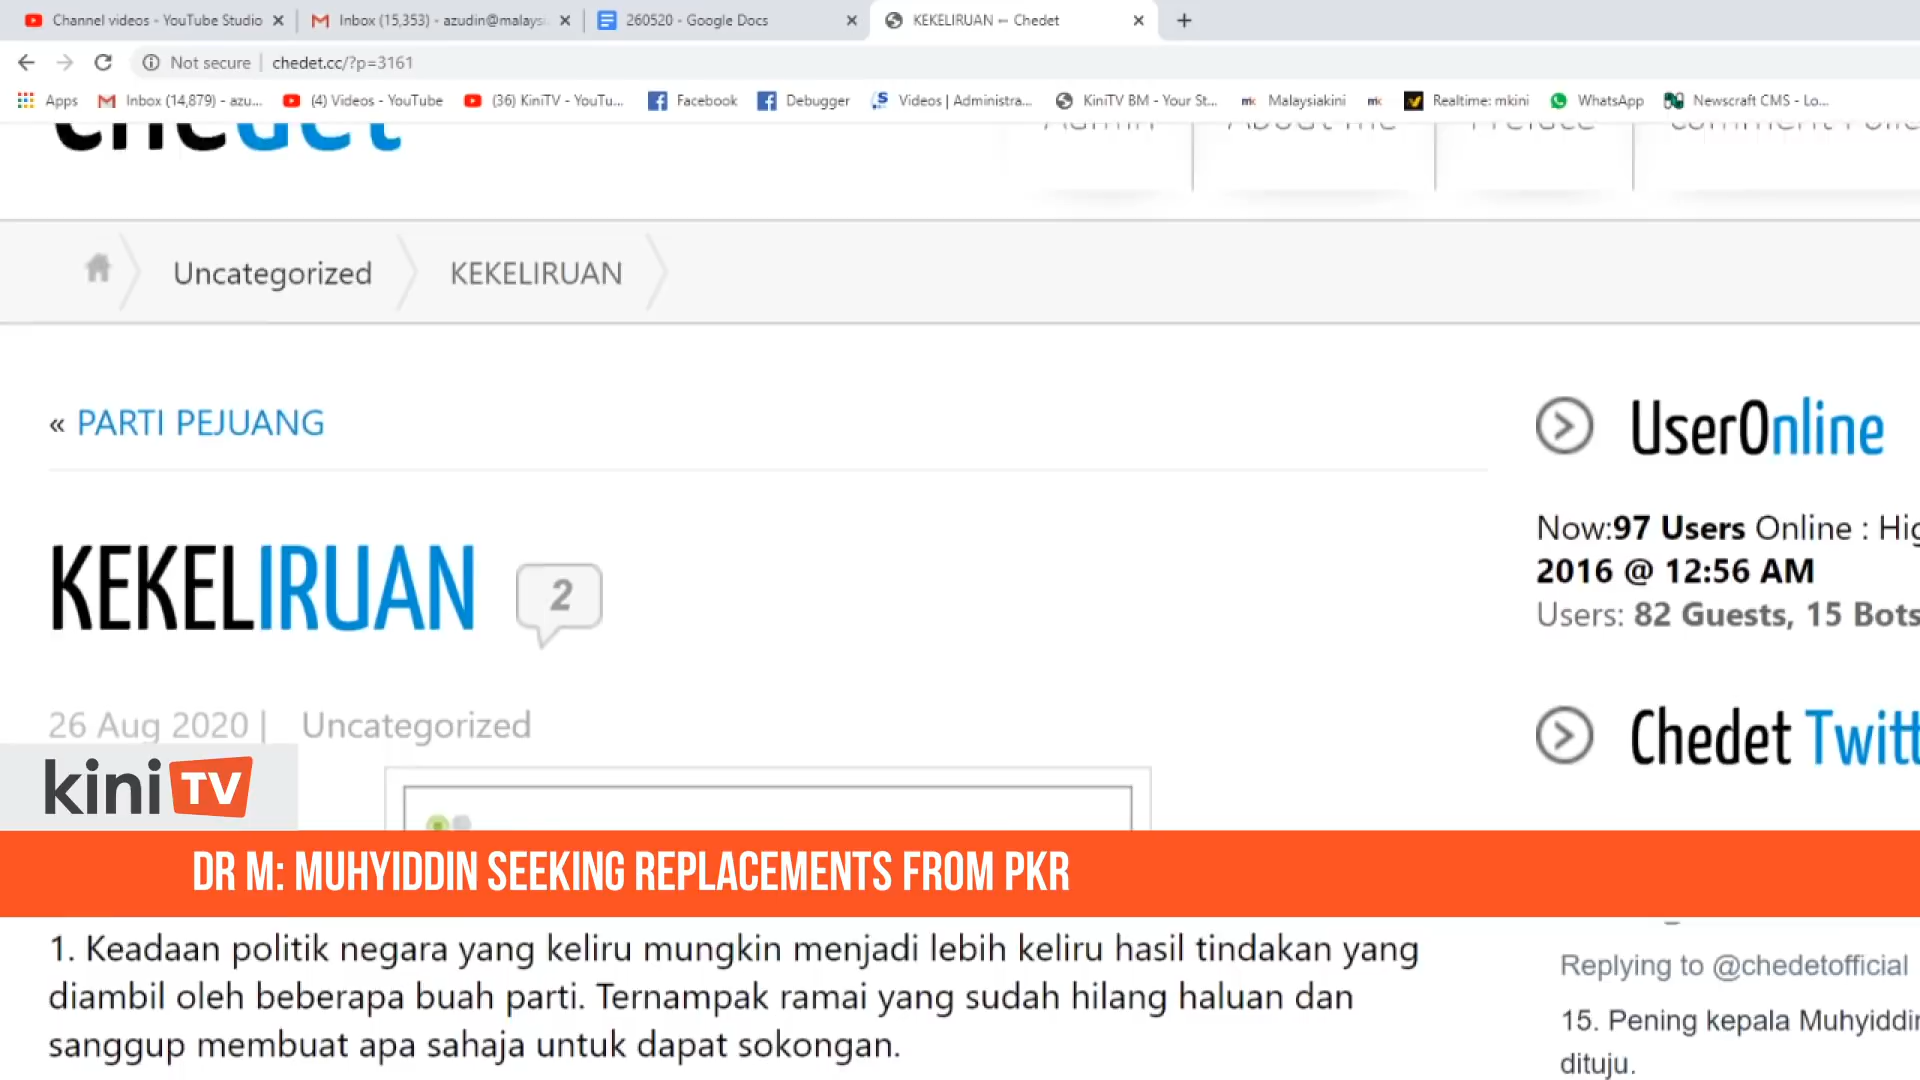 Channel videos - YouTube Studio
Inbox (15,353) - azudin@malays
260520 - Google Docs
KEKELIRUAN ← Chedet
Not secure | chedet.cc/?p=3161
Apps
Inbox (14,879) - azu...
(4) Videos - YouTube
(36) KiniTV - YouTu...
Facebook
Debugger
Videos | Administra...
KiniTV BM - Your St...
Malaysiakini
Realtime: mkini
WhatsApp
Newscraft CMS - Lo...
chedet
Admin
About me
Preface
Uncategorized
KEKELIRUAN
« PARTI PEJUANG
UserOnline
Now:97 Users Online : Hig
2016 @ 12:56 AM
Users: 82 Guests, 15 Bots
KEKELIRUAN
2
26 Aug 2020 |
Uncategorized
Chedet Twitt
kini TV
DR M: MUHYIDDIN SEEKING REPLACEMENTS FROM PKR
1. Keadaan politik negara yang keliru mungkin menjadi lebih keliru hasil tindakan yang
diambil oleh beberapa buah parti. Ternampak ramai yang sudah hilang haluan dan
sanggup membuat apa sahaja untuk dapat sokongan.
Replying to @chedetofficial
15. Pening kepala Muhyiddin
dituju.